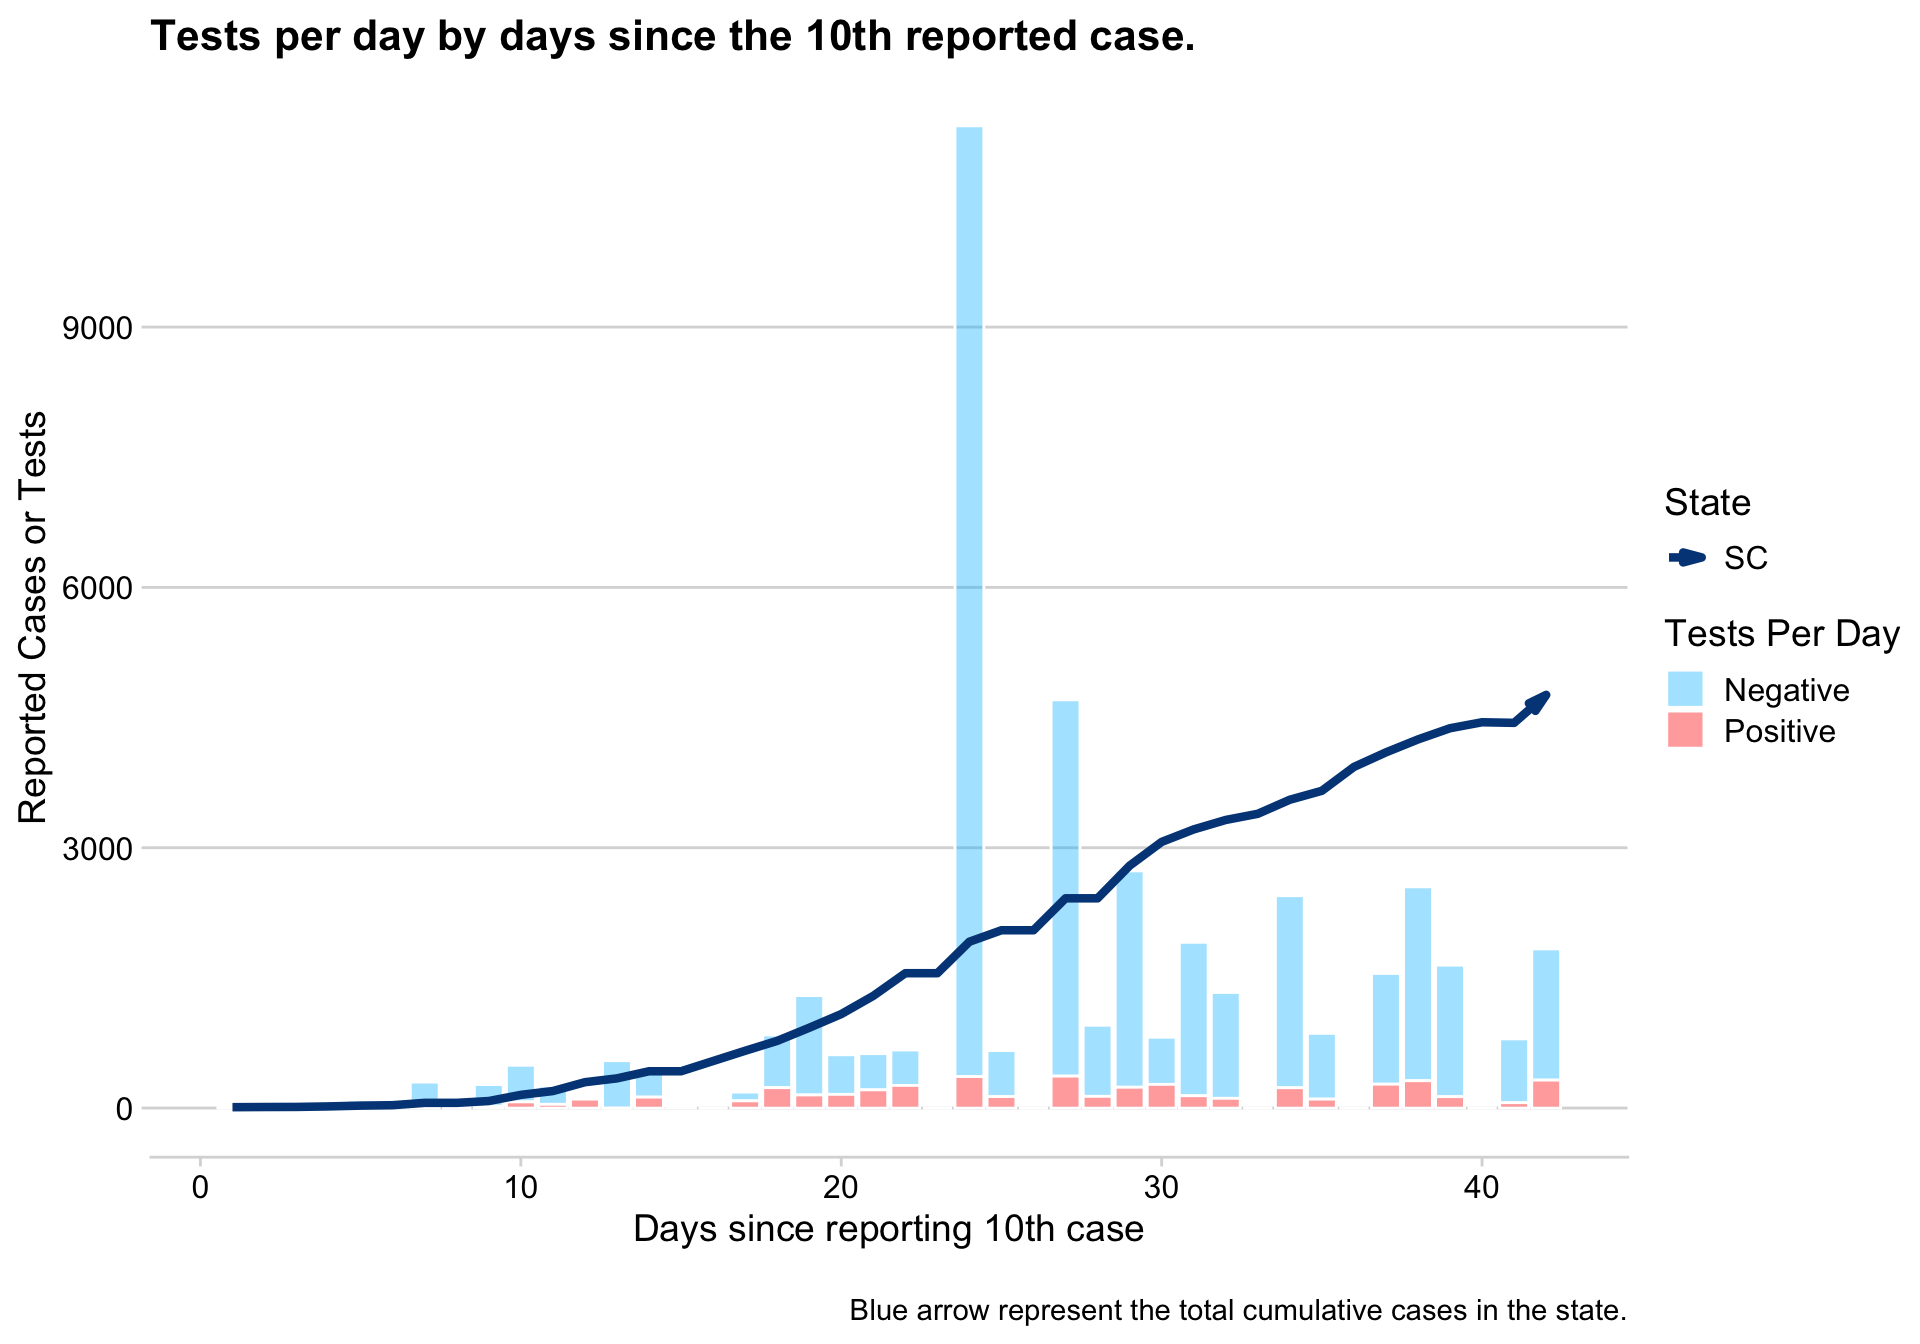 Tests per day by days since the 10th reported case.
Reported Cases or Tests
9000
6000
3000
0
0 10 20 30 40
Days since reporting 10th case
State
SC
Tests Per Day
Negative
Positive
Blue arrow represent the total cumulative cases in the state.